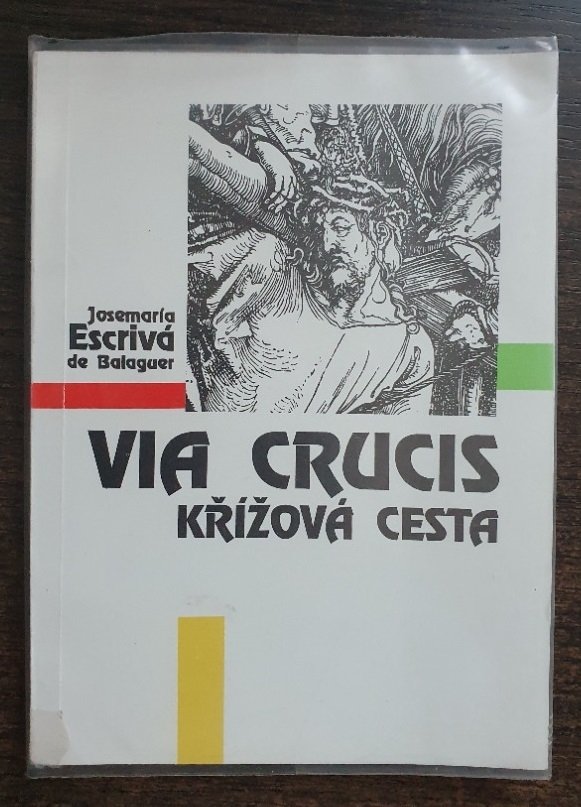 Josemaría
Escrivá
de Balaguer
VIA CRUCIS
KŘÍŽOVÁ CESTA